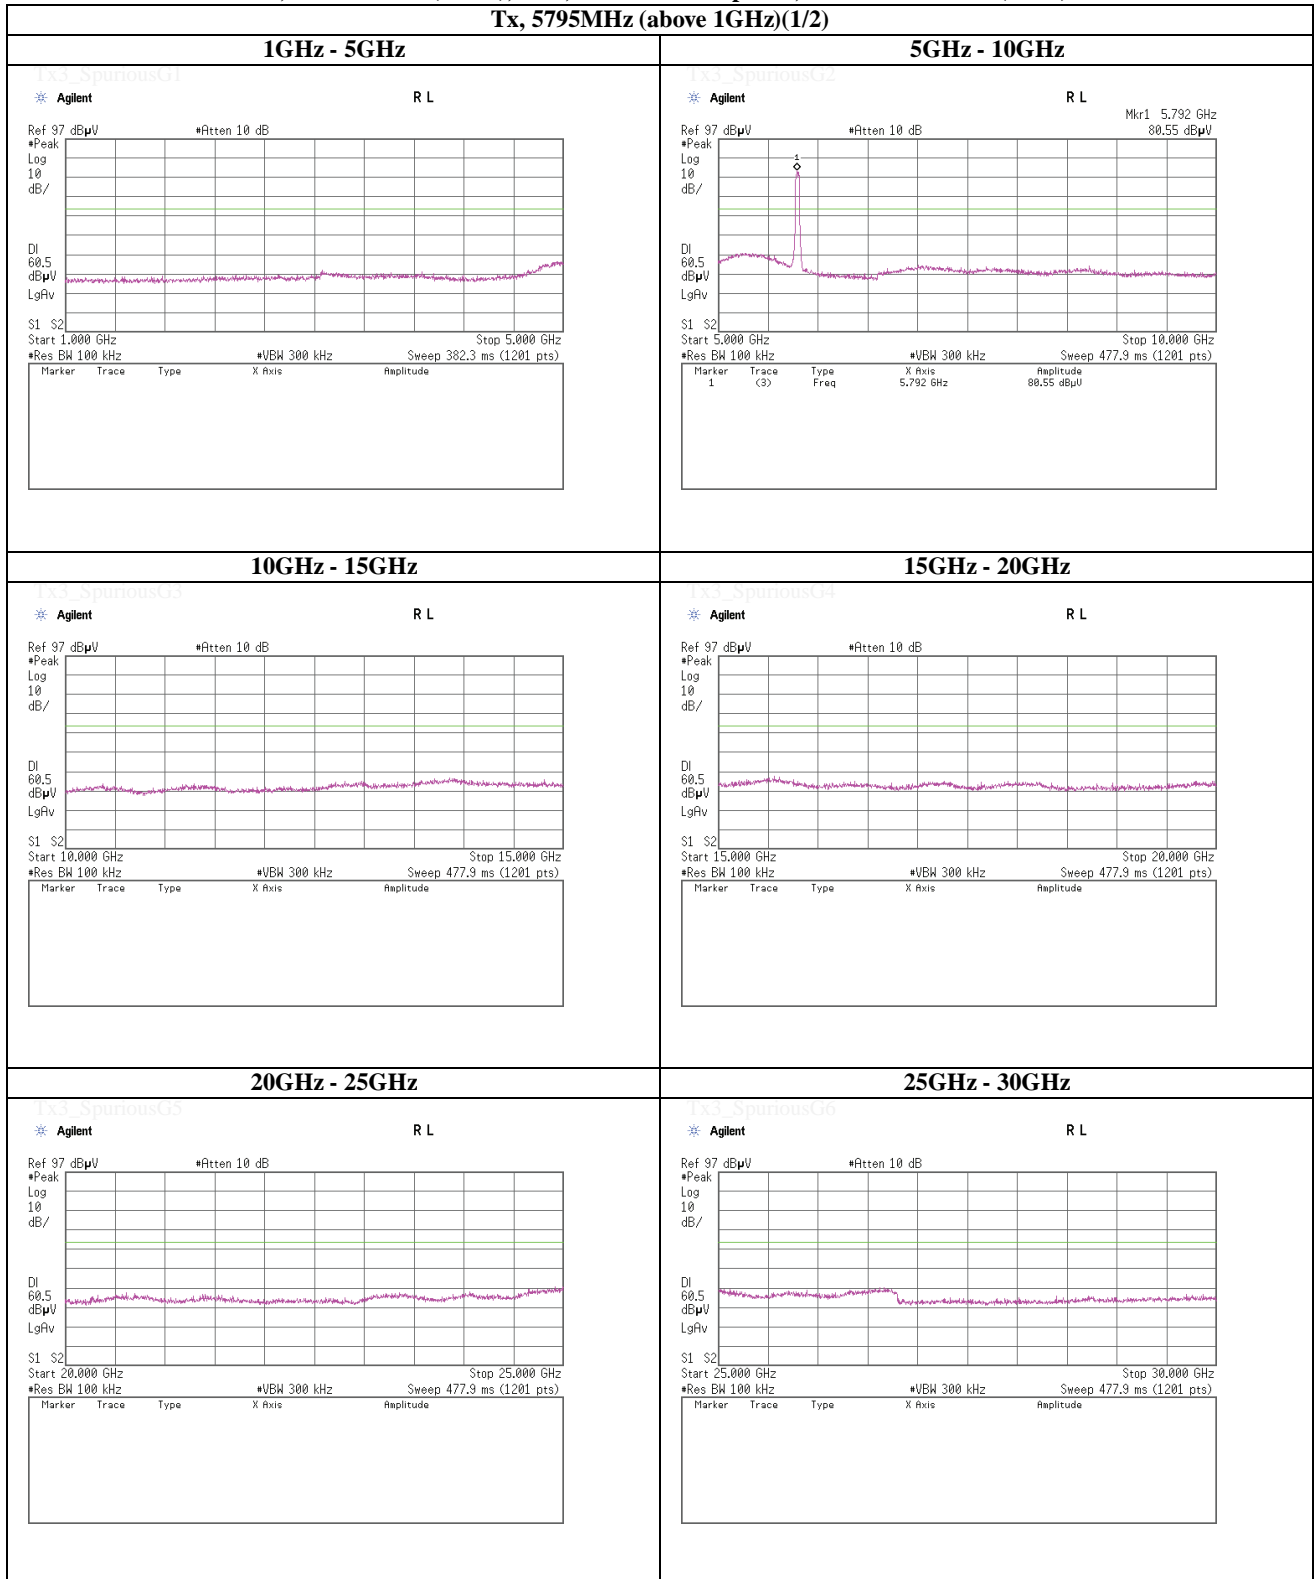 Tx, 5795MHz (above 1GHz)(1/2)
1GHz - 5GHz
Tx3_SpuriousG1
Agilent R L
Ref 97 dBµV #Atten 10 dB
#Peak
Log
10
dB/
DI
60.5
dBµV
LgAv
S1 S2
Start 1.000 GHz Stop 5.000 GHz
#Res BW 100 kHz #VBW 300 kHz Sweep 382.3 ms (1201 pts)
Marker Trace Type X Axis Amplitude
5GHz - 10GHz
Tx3_SpuriousG2
Agilent R L
Mkr1 5.792 GHz
Ref 97 dBµV #Atten 10 dB 80.55 dBµV
#Peak
Log
10
dB/
1
DI
60.5
dBµV
LgAv
S1 S2
Start 5.000 GHz Stop 10.000 GHz
#Res BW 100 kHz #VBW 300 kHz Sweep 477.9 ms (1201 pts)
Marker Trace Type X Axis Amplitude
1 (3) Freq 5.792 GHz 80.55 dBµV
10GHz - 15GHz
Tx3_SpuriousG3
Agilent R L
Ref 97 dBµV #Atten 10 dB
#Peak
Log
10
dB/
DI
60.5
dBµV
LgAv
S1 S2
Start 10.000 GHz Stop 15.000 GHz
#Res BW 100 kHz #VBW 300 kHz Sweep 477.9 ms (1201 pts)
Marker Trace Type X Axis Amplitude
15GHz - 20GHz
Tx3_SpuriousG4
Agilent R L
Ref 97 dBµV #Atten 10 dB
#Peak
Log
10
dB/
DI
60.5
dBµV
LgAv
S1 S2
Start 15.000 GHz Stop 20.000 GHz
#Res BW 100 kHz #VBW 300 kHz Sweep 477.9 ms (1201 pts)
Marker Trace Type X Axis Amplitude
20GHz - 25GHz
Tx3_SpuriousG5
Agilent R L
Ref 97 dBµV #Atten 10 dB
#Peak
Log
10
dB/
DI
60.5
dBµV
LgAv
S1 S2
Start 20.000 GHz Stop 25.000 GHz
#Res BW 100 kHz #VBW 300 kHz Sweep 477.9 ms (1201 pts)
Marker Trace Type X Axis Amplitude
25GHz - 30GHz
Tx3_SpuriousG6
Agilent R L
Ref 97 dBµV #Atten 10 dB
#Peak
Log
10
dB/
DI
60.5
dBµV
LgAv
S1 S2
Start 25.000 GHz Stop 30.000 GHz
#Res BW 100 kHz #VBW 300 kHz Sweep 477.9 ms (1201 pts)
Marker Trace Type X Axis Amplitude